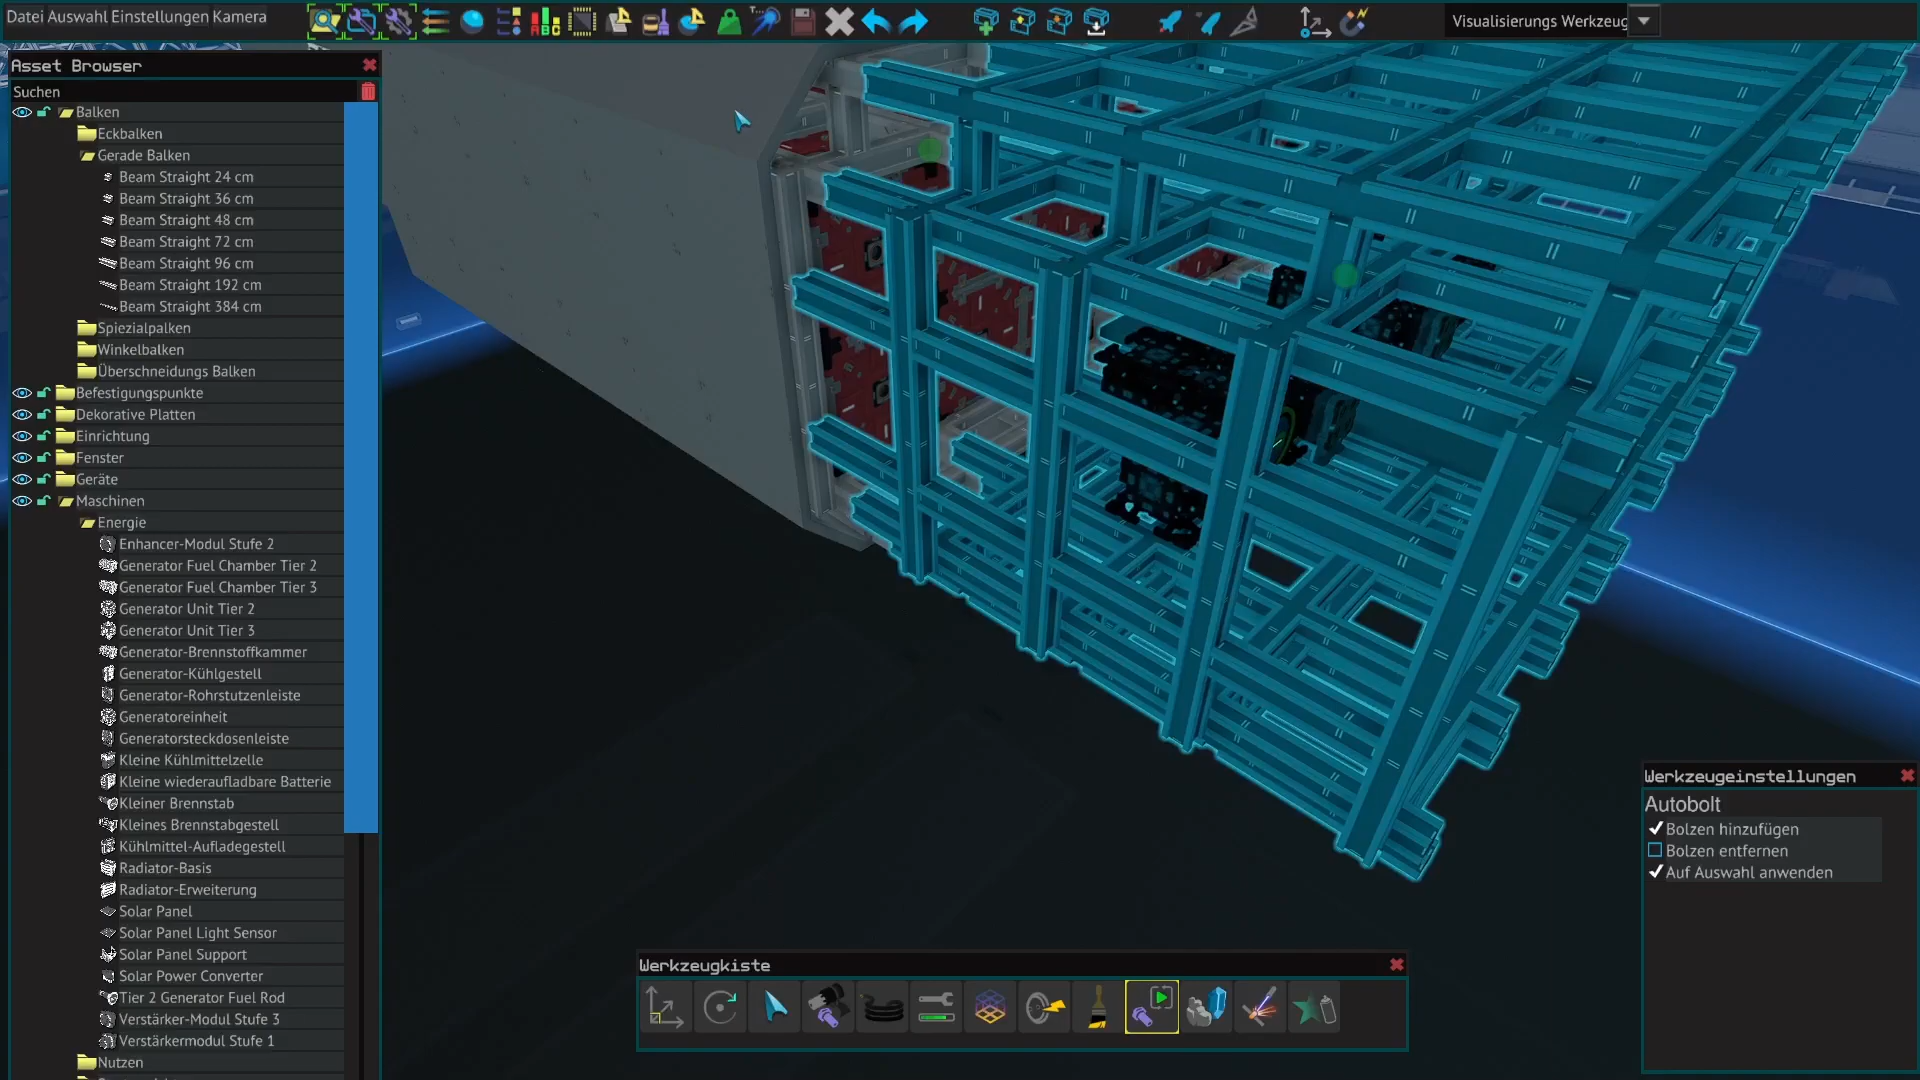 Datei Auswahl Einstellungen Kamera
Visualisierungs Werkzeug
Asset Browser
Suchen
Balken
Eckbalken
Gerade Balken
Beam Straight 24 cm
Beam Straight 36 cm
Beam Straight 48 cm
Beam Straight 72 cm
Beam Straight 96 cm
Beam Straight 192 cm
Beam Straight 384 cm
Spiezialpalken
Winkelbalken
Überschneidungs Balken
Befestigungspunkte
Dekorative Platten
Einrichtung
Fenster
Geräte
Maschinen
Energie
Enhancer-Modul Stufe 2
Generator Fuel Chamber Tier 2
Generator Fuel Chamber Tier 3
Generator Unit Tier 2
Generator Unit Tier 3
Generator-Brennstoffkammer
Generator-Kühlgestell
Generator-Rohrstutzenleiste
Generatoreinheit
Generatorsteckdosenleiste
Kleine Kühlmittelzelle
Kleine wiederaufladbare Batterie
Kleiner Brennstab
Kleines Brennstabgestell
Kühlmittel-Aufladegestell
Radiator-Basis
Radiator-Erweiterung
Solar Panel
Solar Panel Light Sensor
Solar Panel Support
Solar Power Converter
Tier 2 Generator Fuel Rod
Verstärker-Modul Stufe 3
Verstärkermodul Stufe 1
Nutzen
Werkzeugeinstellungen
Autobolt
Bolzen hinzufügen
Bolzen entfernen
Auf Auswahl anwenden
Werkzeugkiste